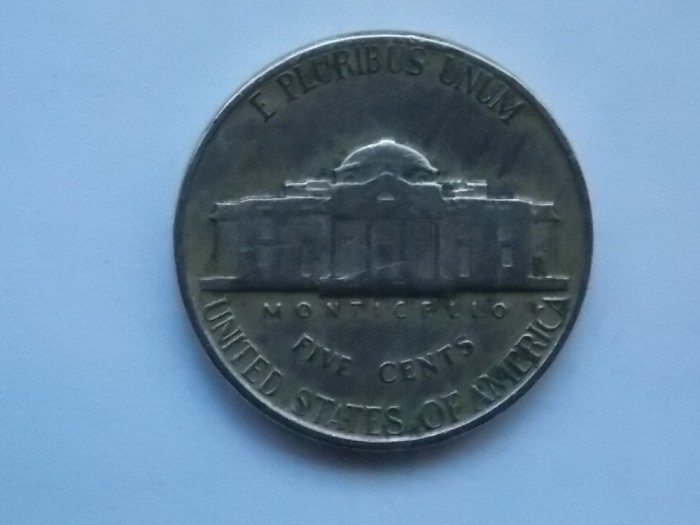 E PLURIBUS UNUM
MONTICELLO
FIVE CENTS
UNITED STATES OF AMERICA